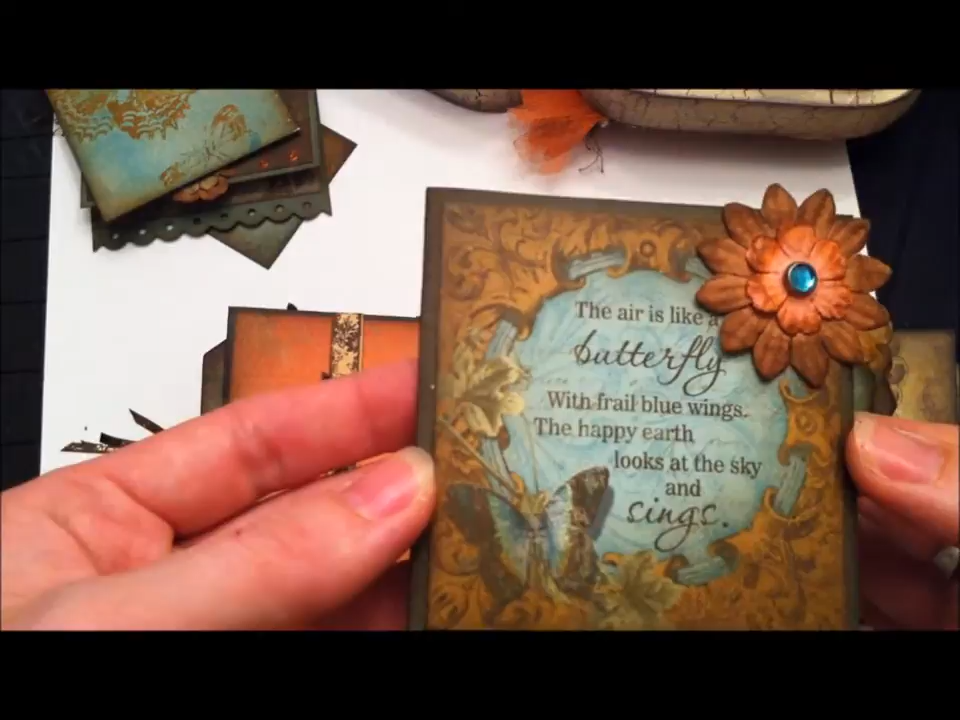 The air is like a
butterfly
With frail blue wings.
The happy earth
looks at the sky
and
sings.